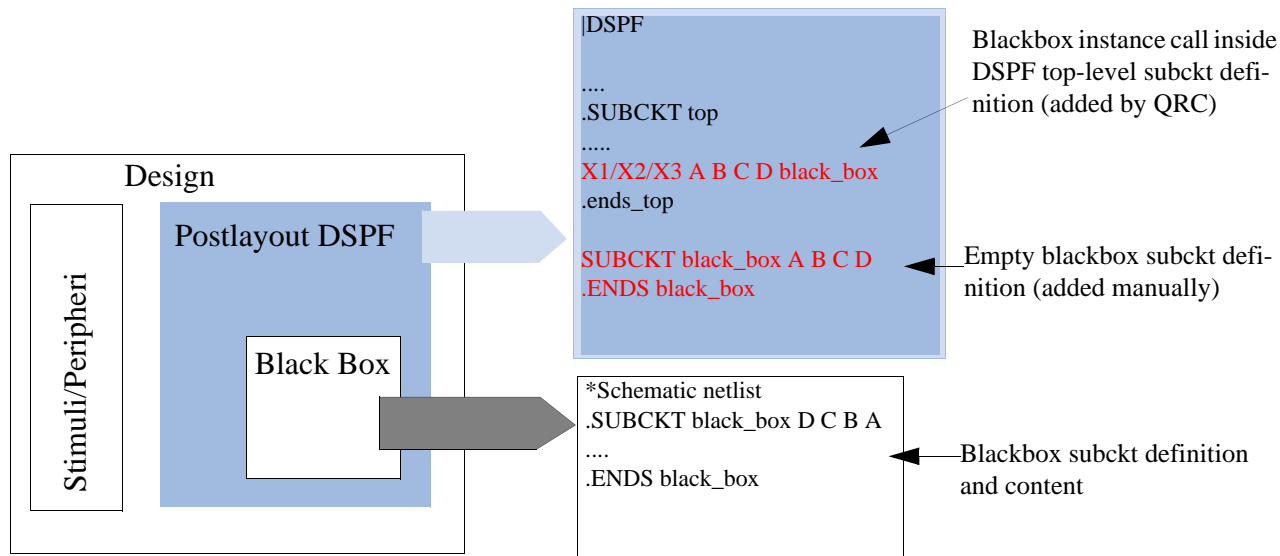 |DSPF
....
.SUBCKT top
.....
X1/X2/X3 A B C D black_box
.ends_top
SUBCKT black_box A B C D
.ENDS black_box
Blackbox instance call inside
DSPF top-level subckt defi-
nition (added by QRC)
Empty blackbox subckt defi-
nition (added manually)
Design
Stimuli/Peripheri
Postlayout DSPF
Black Box
*Schematic netlist
.SUBCKT black_box D C B A
....
.ENDS black_box
Blackbox subckt definition
and content